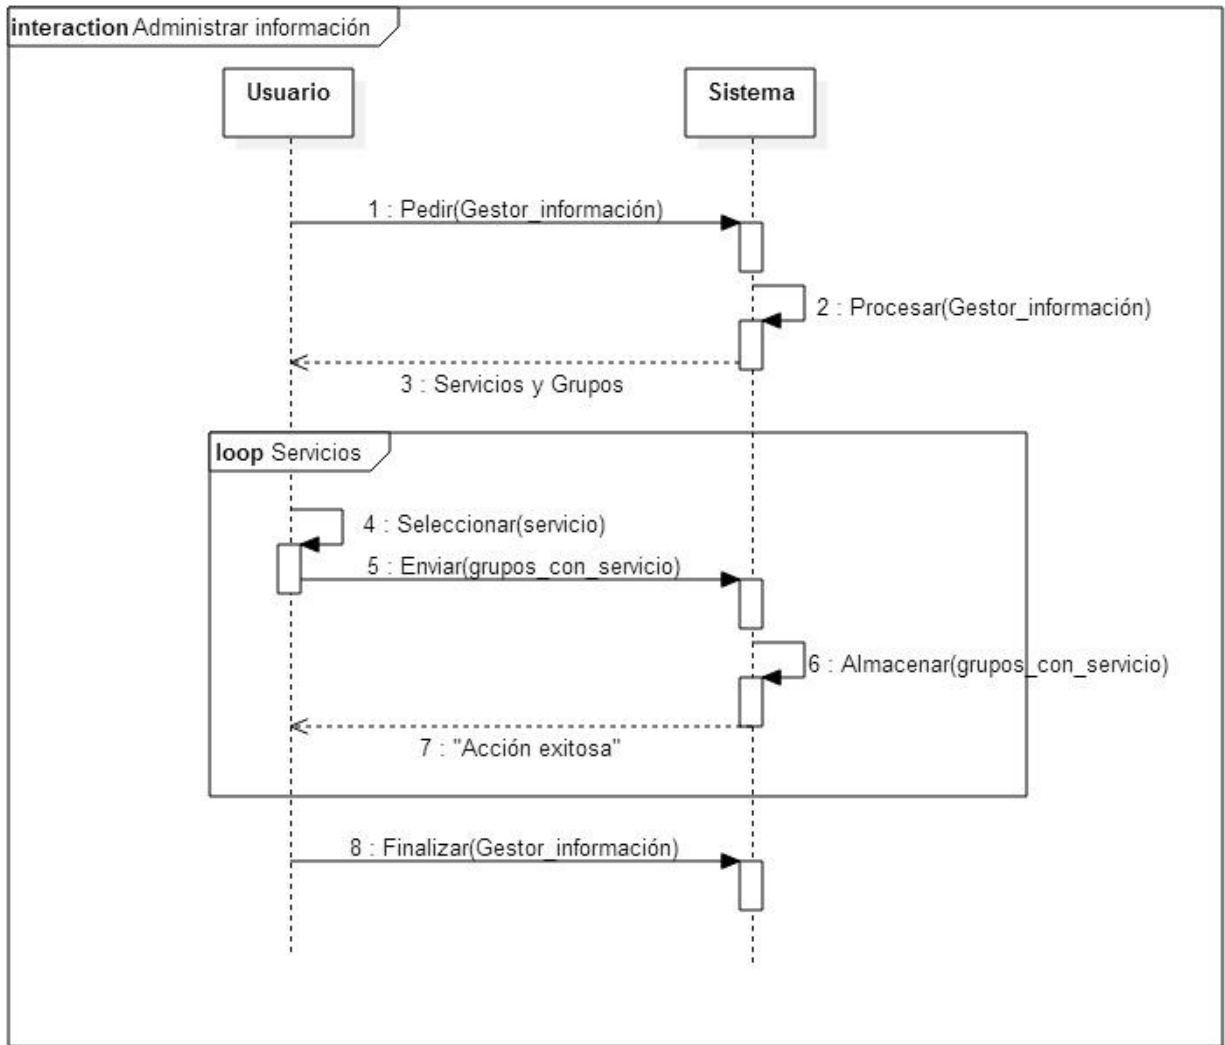 interaction Administrar información
Usuario
Sistema
1 : Pedir(Gestor_información)
2 : Procesar(Gestor_información)
3 : Servicios y Grupos
loop Servicios
4 : Seleccionar(servicio)
5 : Enviar(grupos_con_servicio)
6 : Almacenar(grupos_con_servicio)
7 : "Acción exitosa"
8 : Finalizar(Gestor_información)